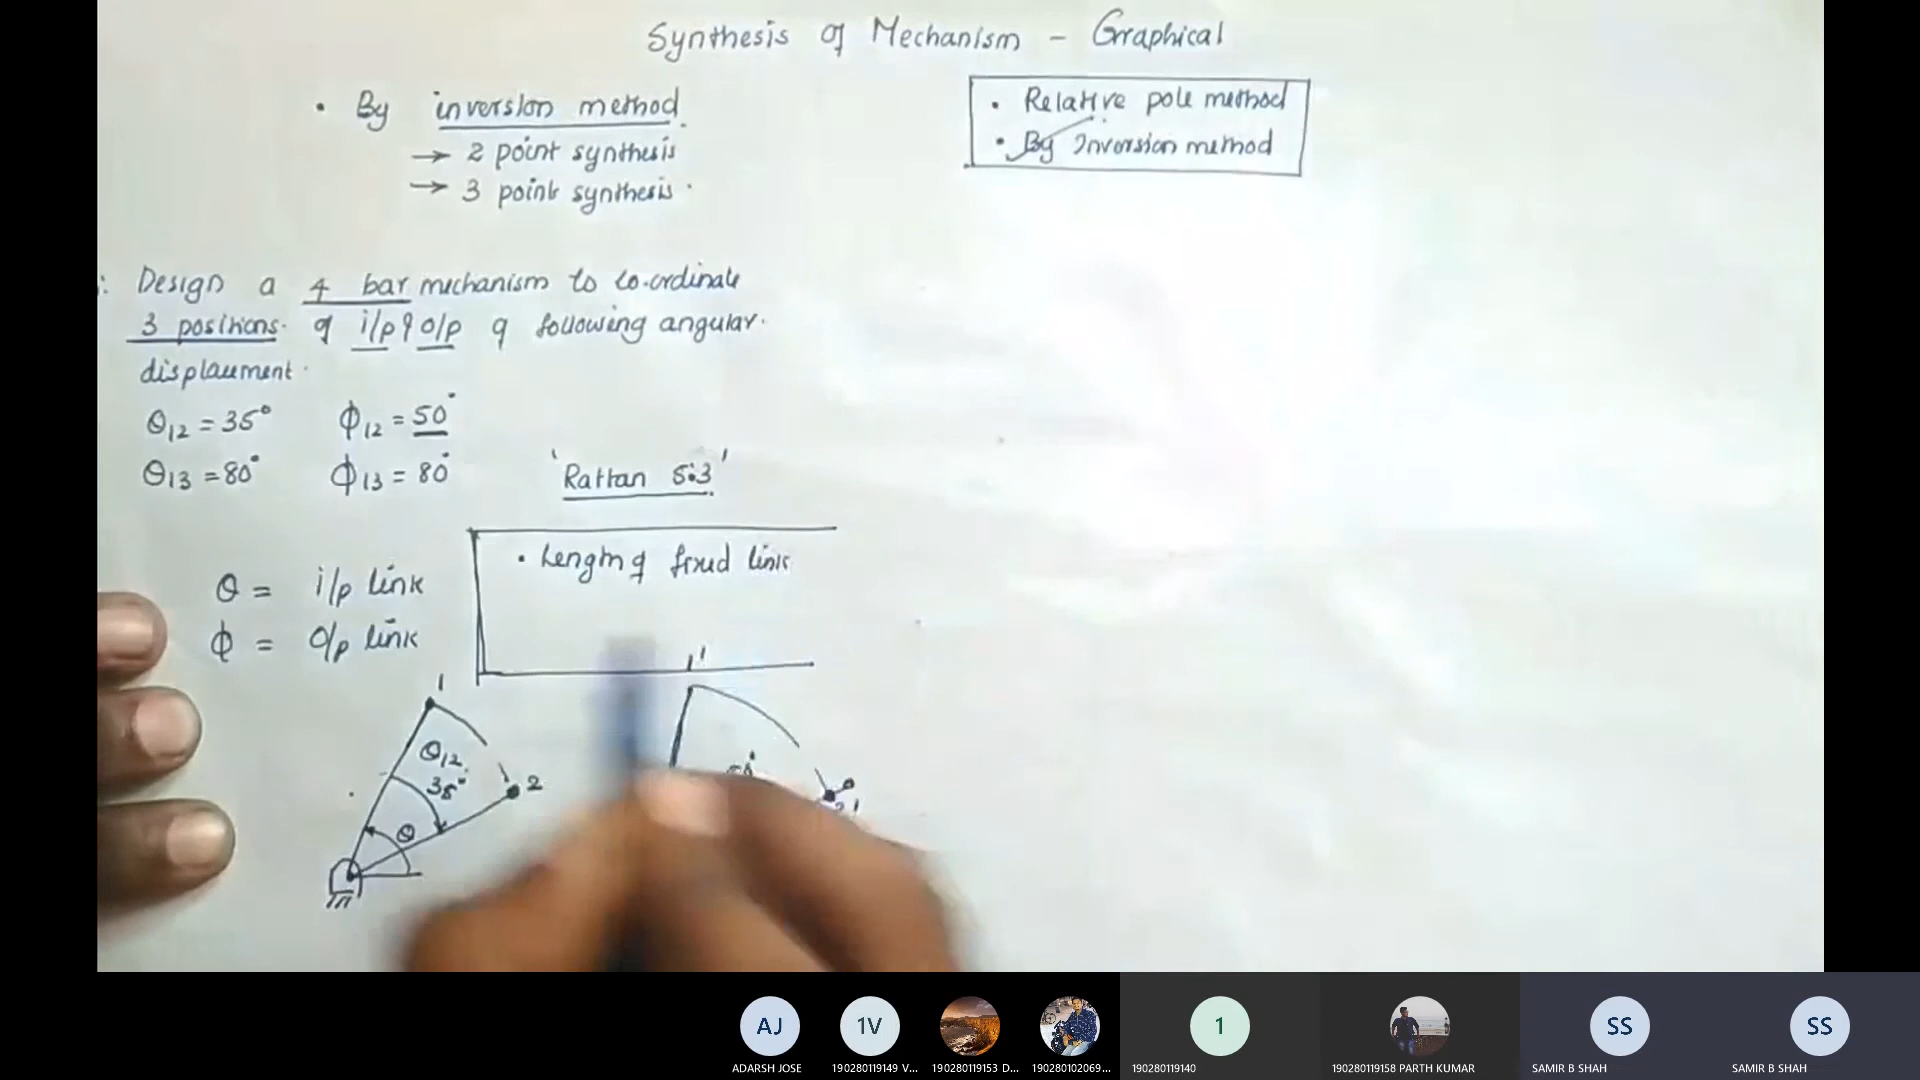 Synthesis of Mechanism - Graphical
• By inversion method.
→ 2 point synthesis
→ 3 point synthesis.
• Relative pole method
• By Inversion method
: Design a 4 bar mechanism to co-ordinate
3 positions. of i/p & o/p of following angular.
displacement.
θ12 = 35° ϕ12 = 50°
θ13 = 80° ϕ13 = 80°
'Rattan 5.3'
• Length of fixed link
θ = i/p link
ϕ = O/p link
1
1'
θ12
35°
2
θ
2'
AJ
1V
1
SS
SS
ADARSH JOSE
190280119149 V...
190280119153 D...
190280102069...
190280119140
190280119158 PARTH KUMAR
SAMIR B SHAH
SAMIR B SHAH